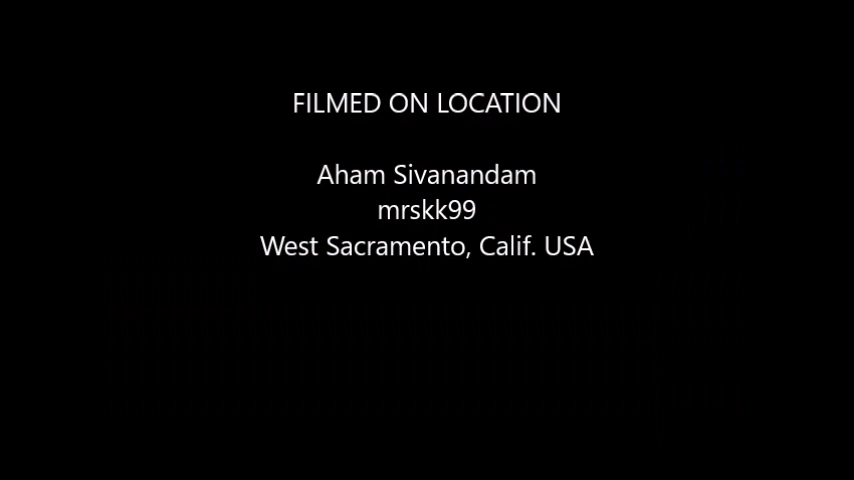 FILMED ON LOCATION
Aham Sivanandam
mrskk99
West Sacramento, Calif. USA